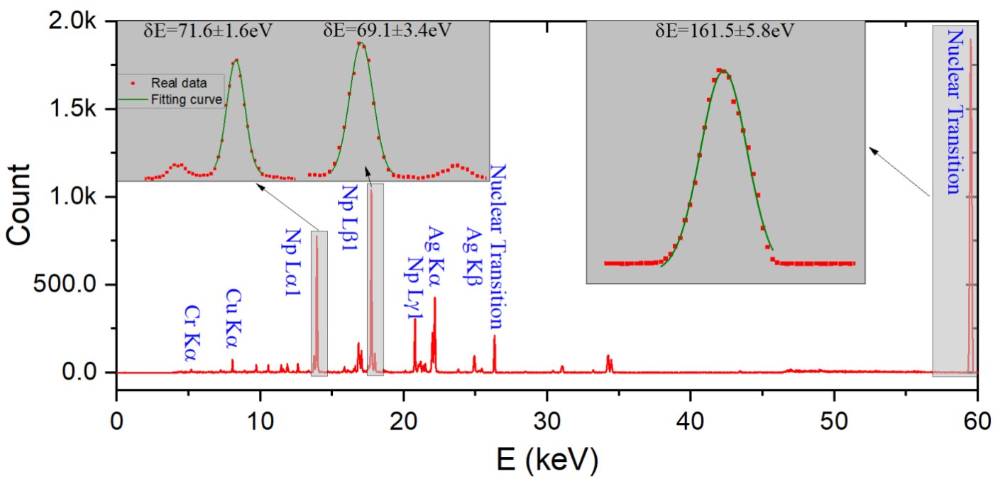 2.0k
1.5k
1.0k
500.0
0.0
Count
δE=71.6±1.6eV
δE=69.1±3.4eV
δE=161.5±5.8eV
Real data
Fitting curve
Cr Kα
Cu Kα
Np Lα1
Np Lβ1
Np Lγ1
Ag Kα
Ag Kβ
Nuclear Transition
Nuclear Transition
0
10
20
30
40
50
60
E (keV)